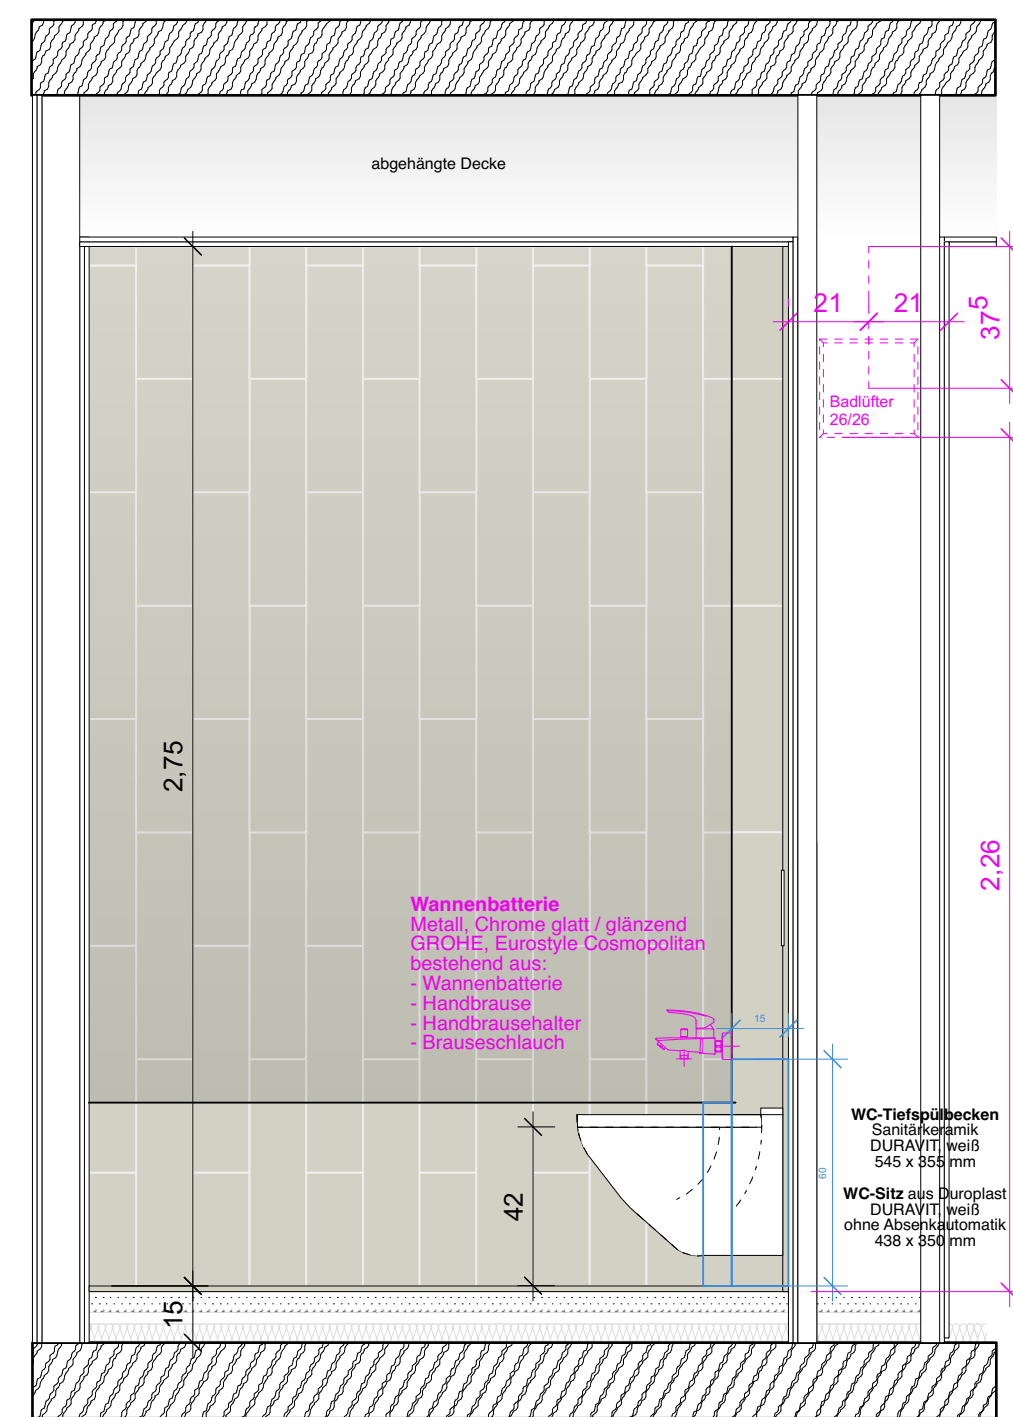 abgehängte Decke
21
21
37⁵
Badlüfter
26/26
2,75
2,26
Wannenbatterie
Metall, Chrome glatt / glänzend
GROHE, Eurostyle Cosmopolitan
bestehend aus:
- Wannenbatterie
- Handbrause
- Handbrausehalter
- Brauseschlauch
15
60
42
WC-Tiefspülbecken
Sanitärkeramik
DURAVIT, weiß
545 x 355 mm
WC-Sitz aus Duroplast
DURAVIT, weiß
ohne Absenkautomatik
438 x 350 mm
15